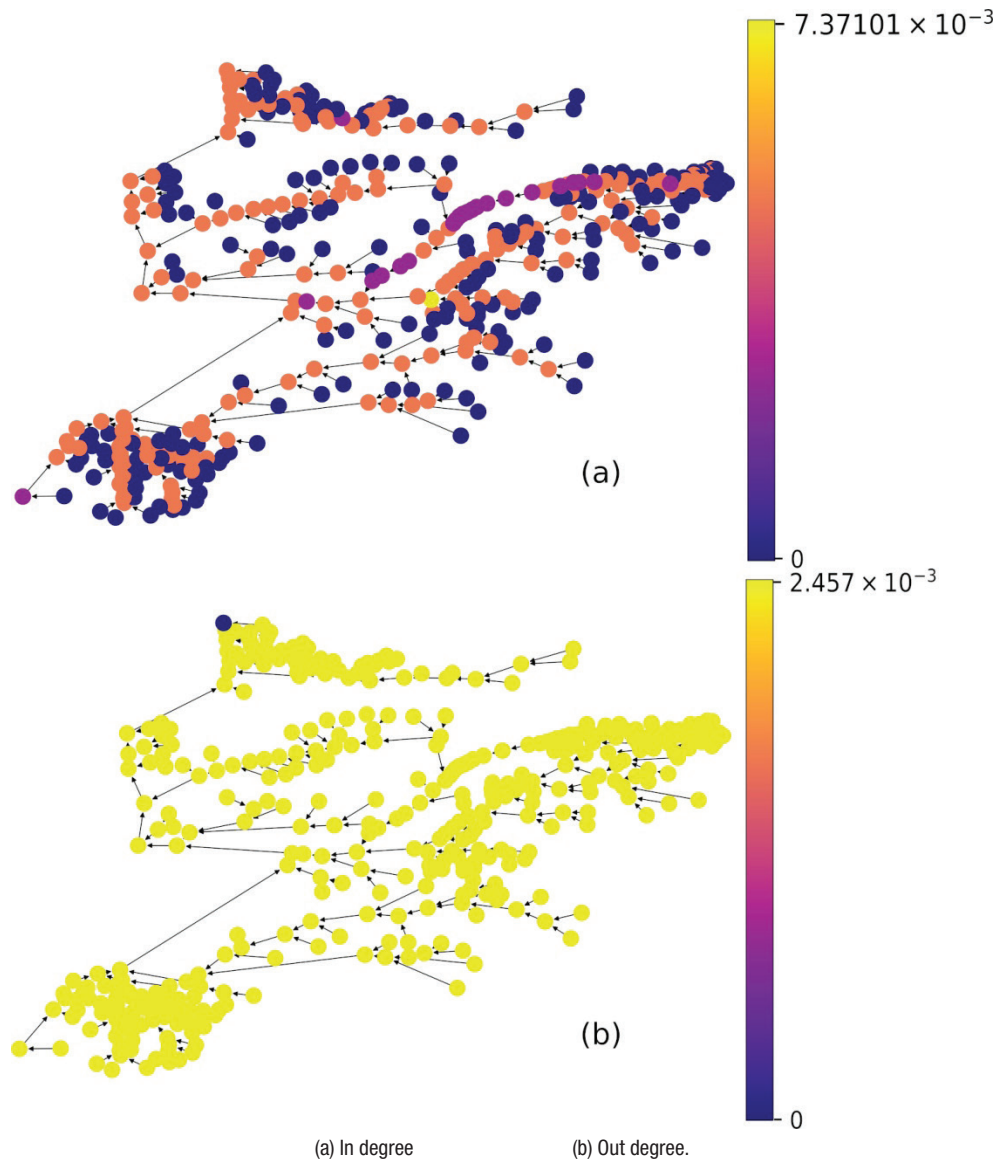 7.37101 × 10⁻³
(a)
0
2.457 × 10⁻³
(b)
0
(a) In degree (b) Out degree.